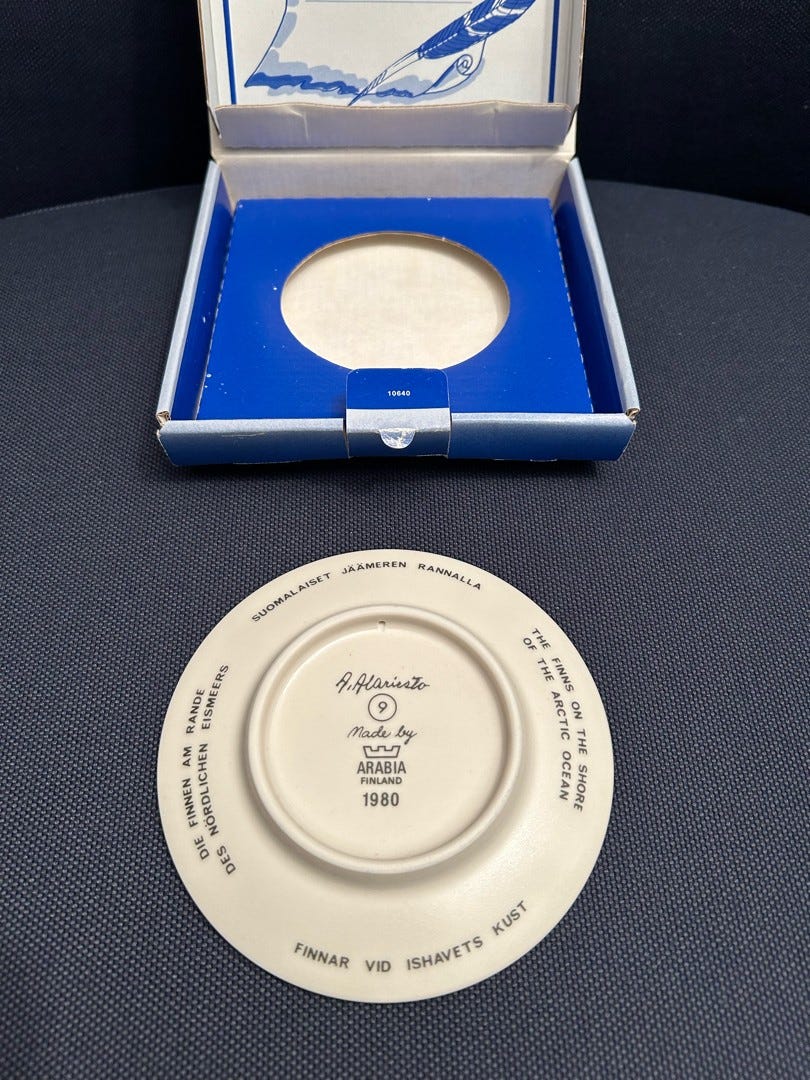 10640
SUOMALAISET JÄÄMEREN RANNALLA
THE FINNS ON THE SHORE
OF THE ARCTIC OCEAN
DIE FINNEN AM RANDE
DES NÖRDLICHEN EISMEERS
A. Alariesto
9
Made by
ARABIA
FINLAND
1980
FINNAR VID ISHAVETS KUST